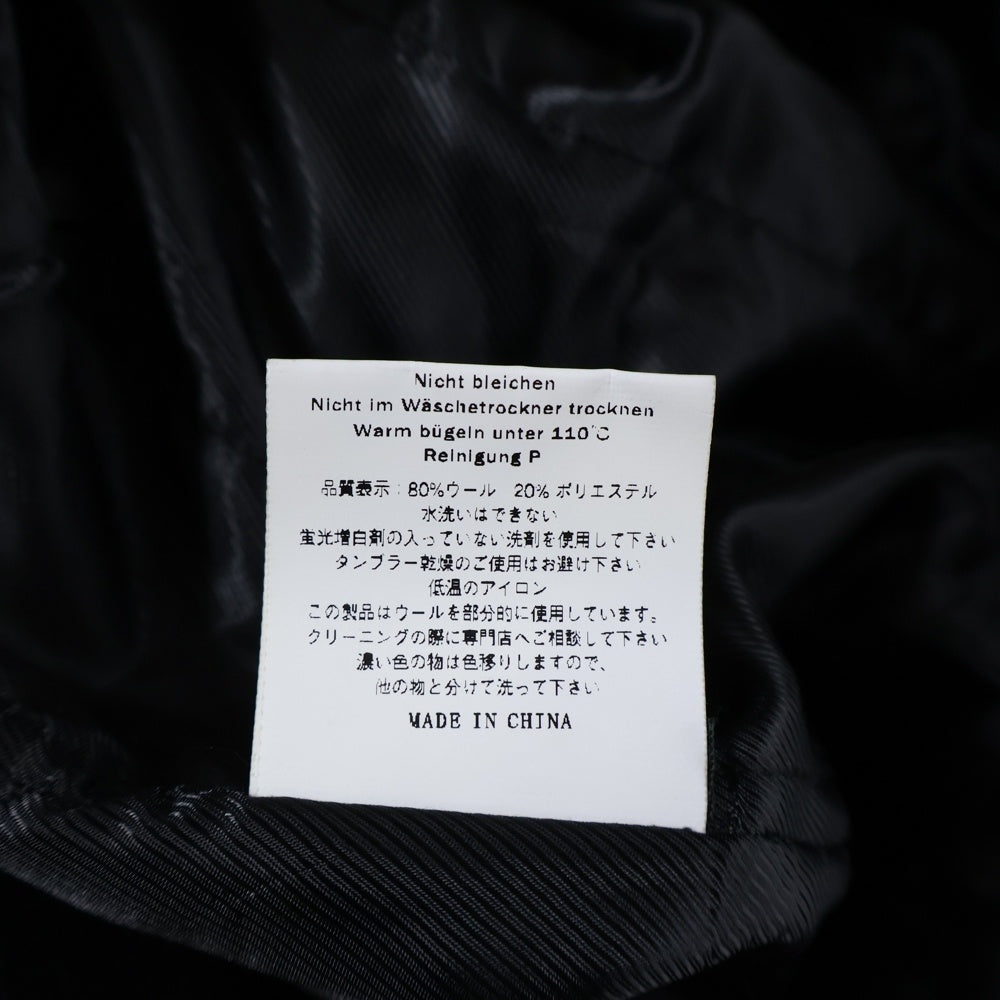 Nicht bleichen
Nicht im Wäschetrockner trocknen
Warm bügeln unter 110°C
Reinigung P
品質表示:80%ウール 20%ポリエステル
水洗いはできない
蛍光増白剤の入っていない洗剤を使用して下さい
タンブラー乾燥のご使用はお避け下さい
低温のアイロン
この製品はウールを部分的に使用しています。
クリーニングの際に専門店へご相談して下さい
濃い色の物は色移りしますので、
他の物と分けて洗って下さい
MADE IN CHINA